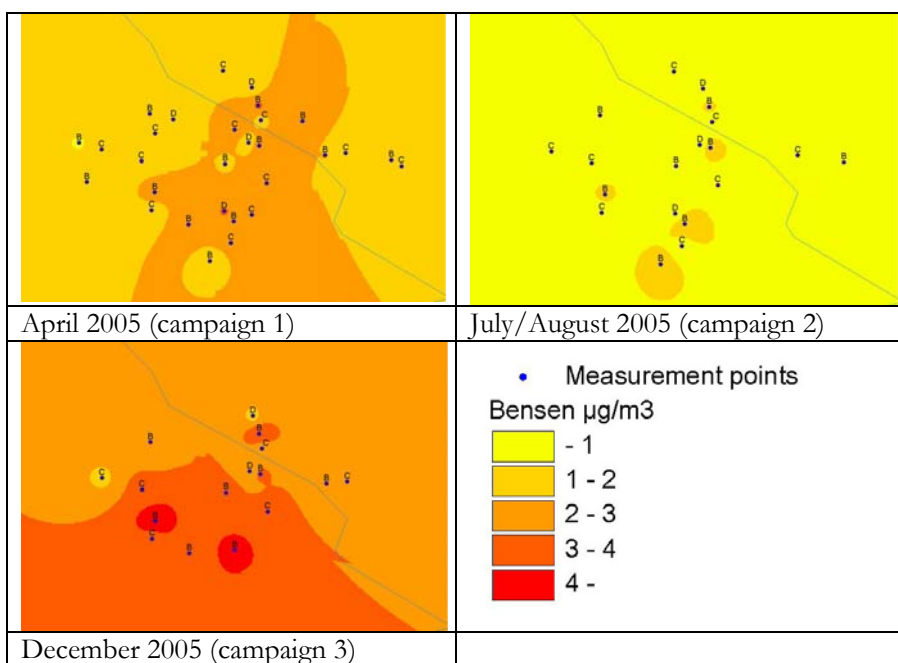 C
D
B
B
D
C
B
C
C
B
D
B
C
C
B
B
C
B
C
B
C
B
C
D
C
B
B
C
B
April 2005 (campaign 1)
C
D
B
B
C
D
B
C
C
B
C
B
C
B
C
D
B
C
B
July/August 2005 (campaign 2)
D
B
B
C
D
B
C
B
C
C
B
C
B
C
B
B
December 2005 (campaign 3)
Measurement points
Bensen µg/m3
- 1
1 - 2
2 - 3
3 - 4
4 -